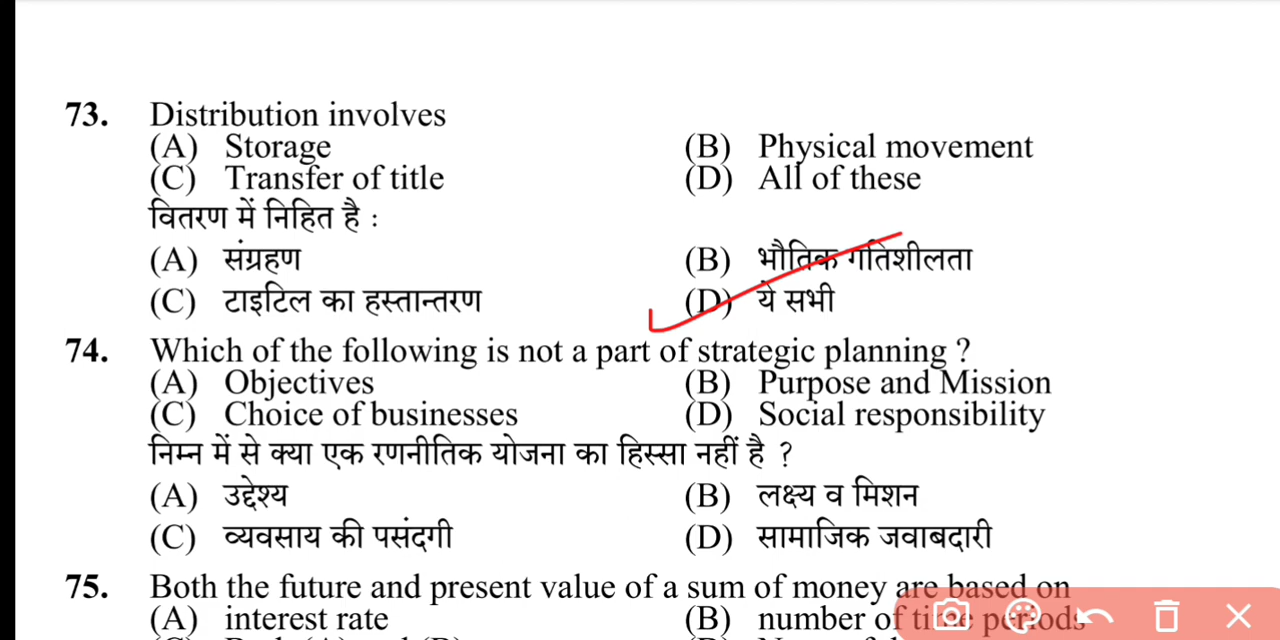 73. Distribution involves
(A) Storage (B) Physical movement
(C) Transfer of title (D) All of these
वितरण में निहित है :
(A) संग्रहण (B) भौतिक गतिशीलता
(C) टाइटिल का हस्तान्तरण (D) ये सभी
74. Which of the following is not a part of strategic planning ?
(A) Objectives (B) Purpose and Mission
(C) Choice of businesses (D) Social responsibility
निम्न में से क्या एक रणनीतिक योजना का हिस्सा नहीं है ?
(A) उद्देश्य (B) लक्ष्य व मिशन
(C) व्यवसाय की पसंदगी (D) सामाजिक जवाबदारी
75. Both the future and present value of a sum of money are based on
(A) interest rate (B) number of time periods